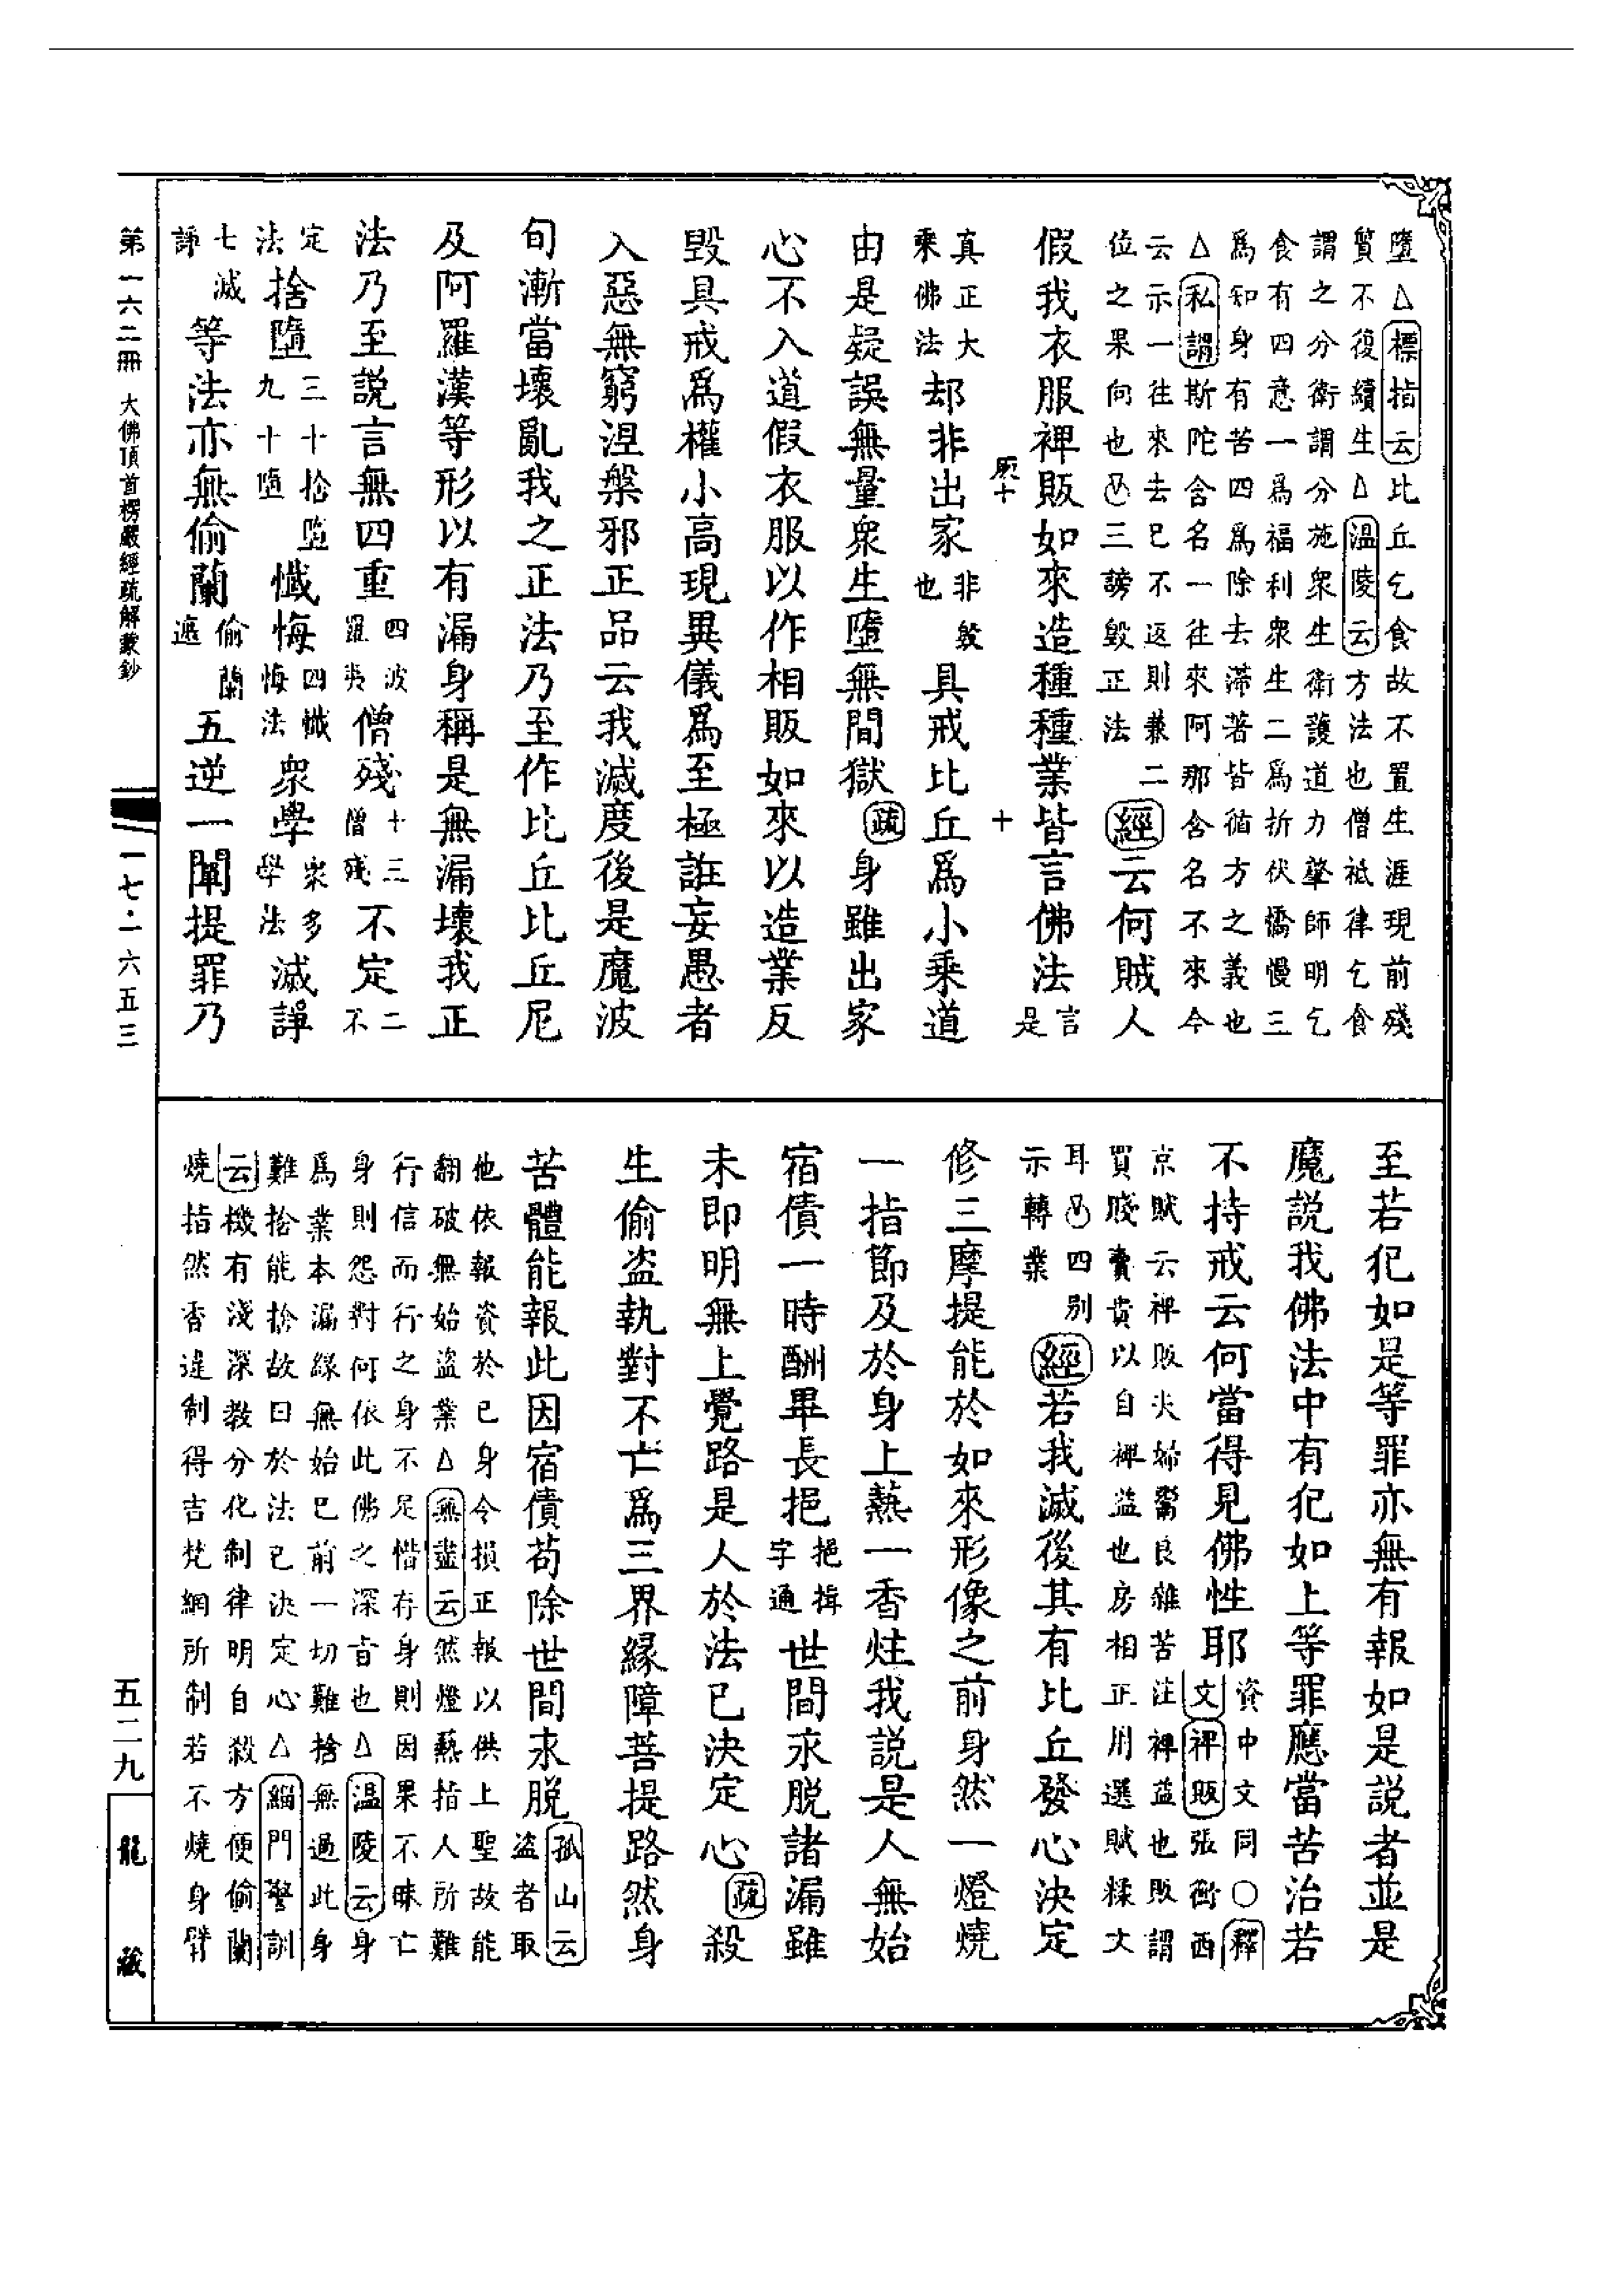 墮△標指云比丘乞食故不置生涯現前殘
質不復續生△溫陵云方法也僧祗律乞食
謂之分衛謂分施衆生衛護道力肇師明乞
食有四意一爲福利衆生二爲折伏憍慢三
爲知身有苦四爲除去滯著皆循方之義也
△私謂斯陀含名一往來阿那含名不來今
云示一往來去已不返則兼二
位之果向也㊄三謗毀正法
經云何賊人
假我衣服裨販如來造種種業皆言佛法言是
厥十
十
真正大乘佛法却非出家非毀也具戒比丘爲小乘道
由是疑誤無量衆生墮無間獄疏身雖出家
心不入道假衣服以作相販如來以造業反
毀具戒爲權小高現異儀爲至極誑妄愚者
入惡無窮涅槃邪正品云我滅度後是魔波
旬漸當壞亂我之正法乃至作比丘比丘尼
及阿羅漢等形以有漏身稱是無漏壞我正
法乃至說言無四重四波羅夷僧殘十三僧殘不定二不
定法捨墮三十捨墮九十墮懺悔四懺悔法衆學衆多學法滅諍
七滅諍等法亦無偷蘭偷蘭遮五逆一闡提罪乃
第一六二冊 大佛頂首楞嚴經疏解蒙鈔
一七·一六五三
至若犯如是等罪亦無有報如是說者並是
魔說我佛法中有犯如上等罪應當苦治若
不持戒云何當得見佛性耶資中文同○釋
文裨販張衡西
京賦云裨販夫婦鬻良雜苦注裨益也販謂
買賤賣貴以自裨益也房相正用選賦糅文
耳㊄四別
示轉業
經若我滅後其有比丘發心決定
修三摩提能於如來形像之前身然一燈燒
一指節及於身上爇一香炷我說是人無始
宿債一時酬畢長挹挹揖字通世間永脫諸漏雖
未即明無上覺路是人於法已決定心疏殺
生偷盜執對不亡爲三界緣障菩提路然身
苦體能報此因宿債苟除世間永脫孤山云
盜者取
他依報資於己身今損正報以供上聖故能
翻破無始盜業△無盡云然燈爇指人所難
行信而行之身不足惜存身則因果不昧亡
身則怨對何依此佛之深旨也△溫陵云身
爲業本漏緣無始已前一切難捨無過此身
難捨能捨故曰於法已決定心△緇門警訓
云機有淺深教分化制律明自殺方便偷蘭
燒指然香違制得吉梵網所制若不燒身臂
五二九
龍藏